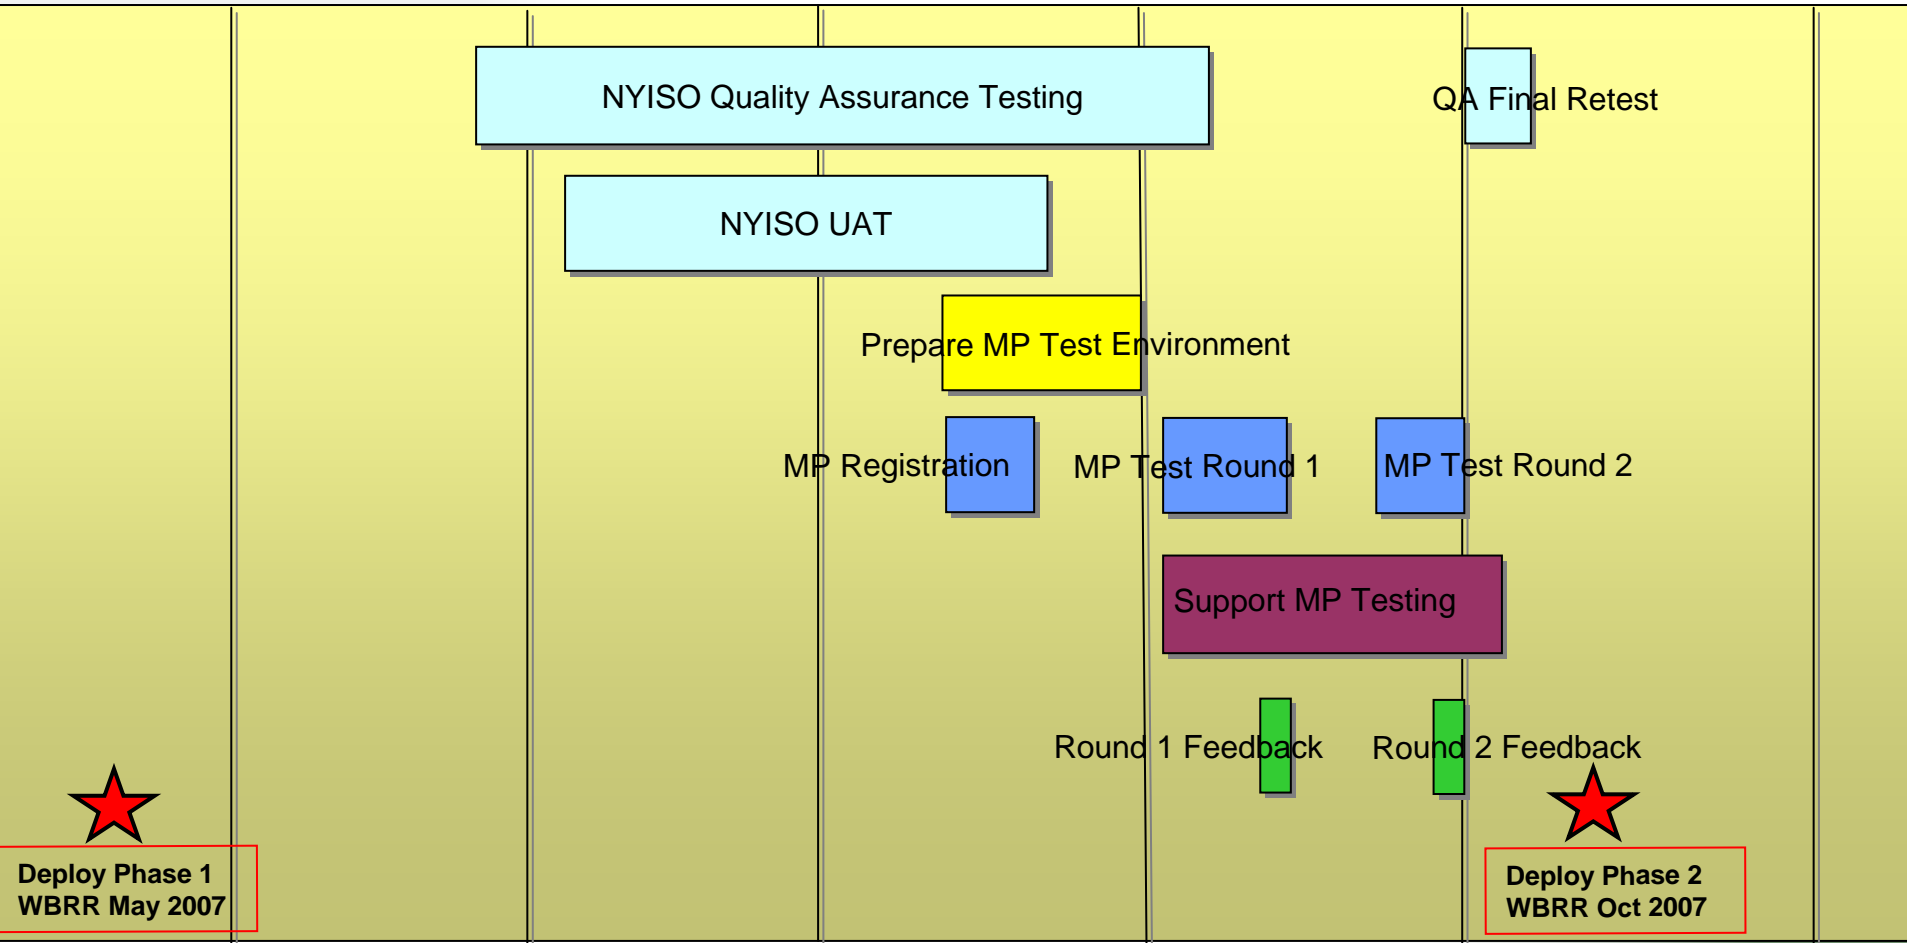 NYISO Quality Assurance Testing
QA Final Retest
NYISO UAT
Prepare MP Test Environment
MP Registration
MP Test Round 1
MP Test Round 2
Support MP Testing
Round 1 Feedback
Round 2 Feedback
Deploy Phase 1
WBRR May 2007
Deploy Phase 2
WBRR Oct 2007